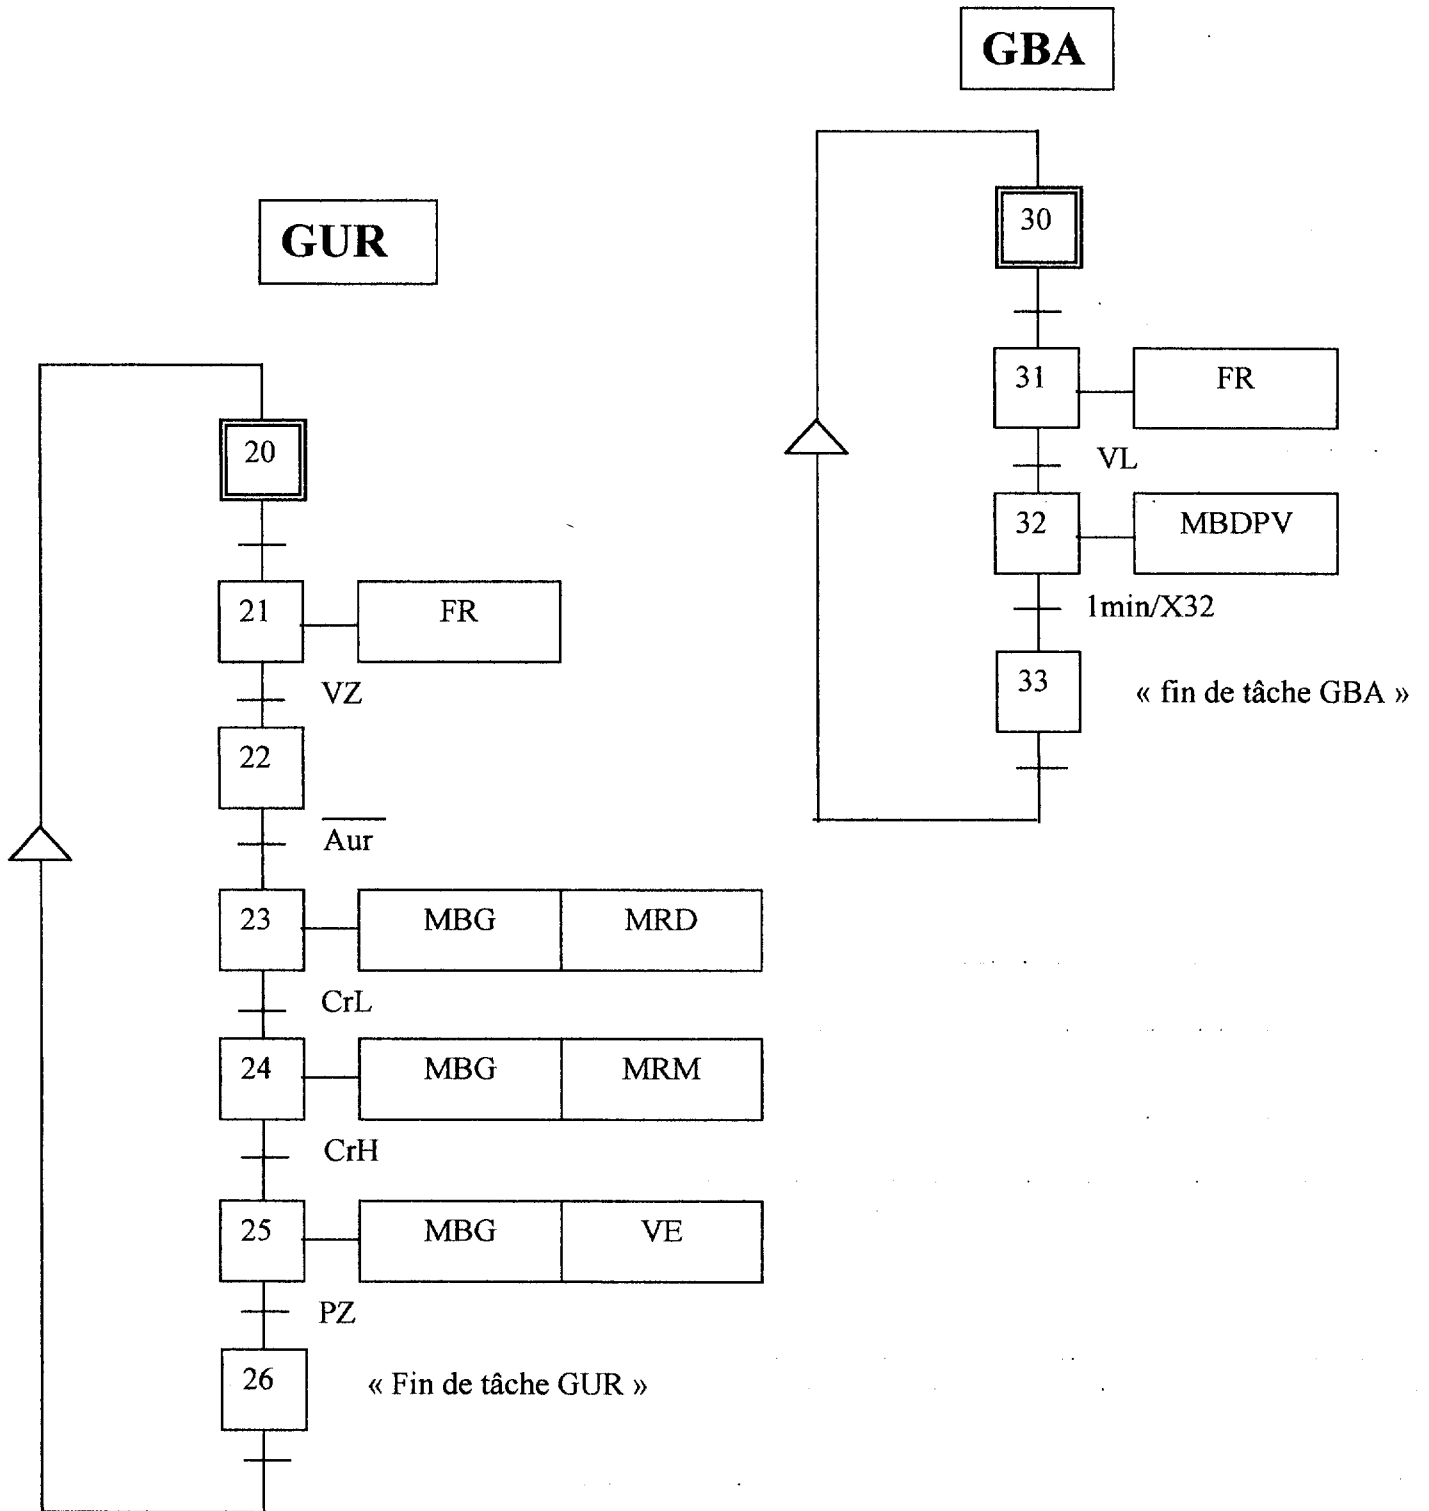 GUR
20
21 FR
VZ
22
Aur
23 MBG MRD
CrL
24 MBG MRM
CrH
25 MBG VE
PZ
26 « Fin de tâche GUR »
GBA
30
31 FR
VL
32 MBDPV
1min/X32
33 « fin de tâche GBA »